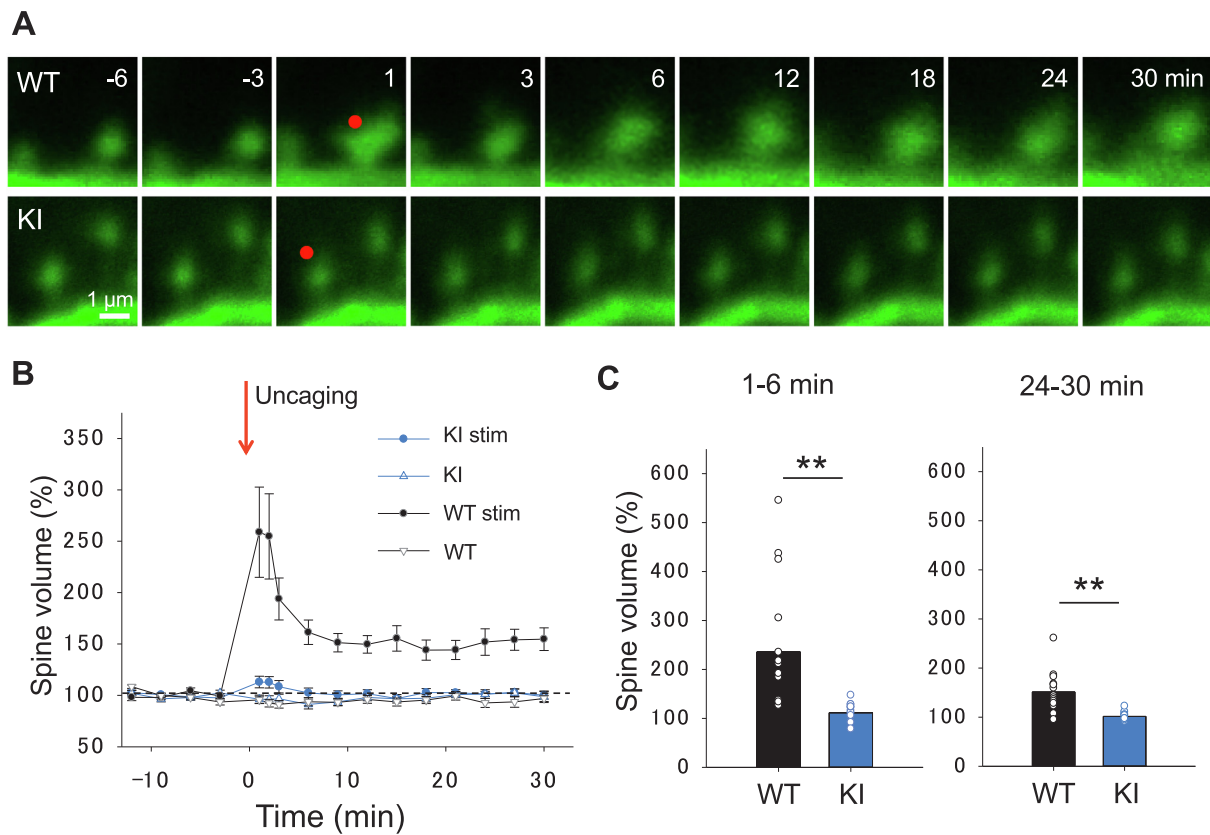 A
WT -6 -3 1 3 6 12 18 24 30 min
KI
1 µm
B
Uncaging
KI stim
KI
WT stim
WT
Spine volume (%)
350
300
250
200
150
100
50
−10 0 10 20 30
Time (min)
C
1-6 min 24-30 min
Spine volume (%)
600
500
400
300
200
100
0
**
WT KI
600
500
400
300
200
100
0
**
WT KI